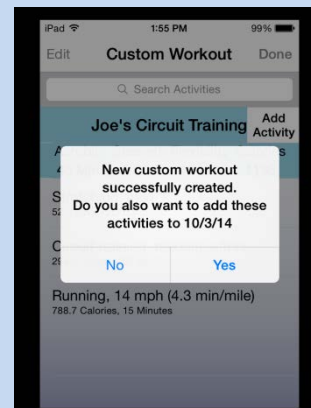 iPad 1:55 PM 99%
Edit Custom Workout Done
Search Activities
Joe's Circuit Training Add Activity
New custom workout
successfully created.
Do you also want to add these
activities to 10/3/14
No Yes
Running, 14 mph (4.3 min/mile)
788.7 Calories, 15 Minutes